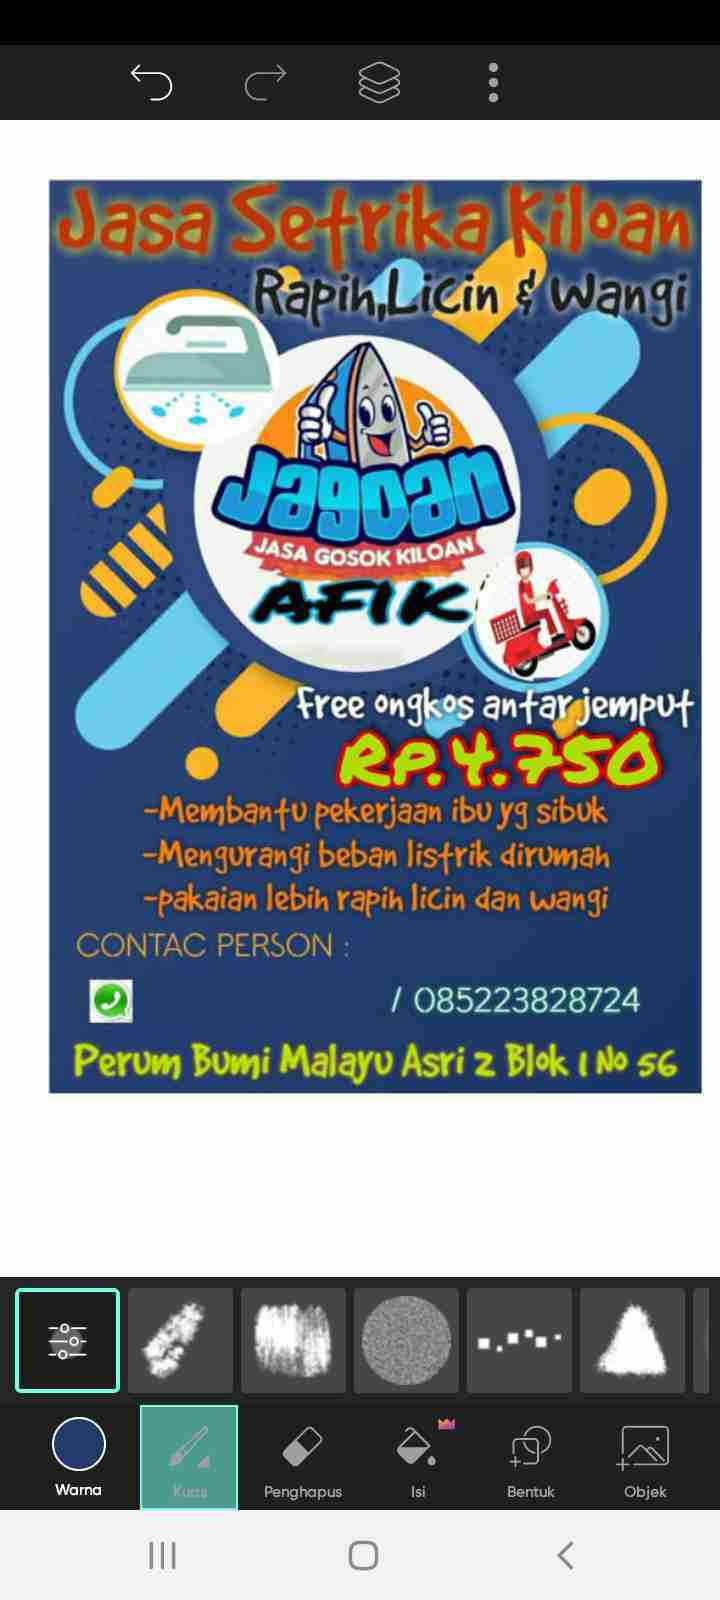 Jasa Setrika Kiloan
Rapih,Licin & Wangi
Jagoan
JASA GOSOK KILOAN
AFIK
Free ongkos antar jemput
RP.4.750
-Membantu pekerjaan ibu yg sibuk
-Mengurangi beban listrik dirumah
-pakaian lebih rapih licin dan wangi
CONTAC PERSON :
/ 085223828724
Perum Bumi Malayu Asri 2 Blok I No 56
Warna
Kuas
Penghapus
Isi
Bentuk
Objek